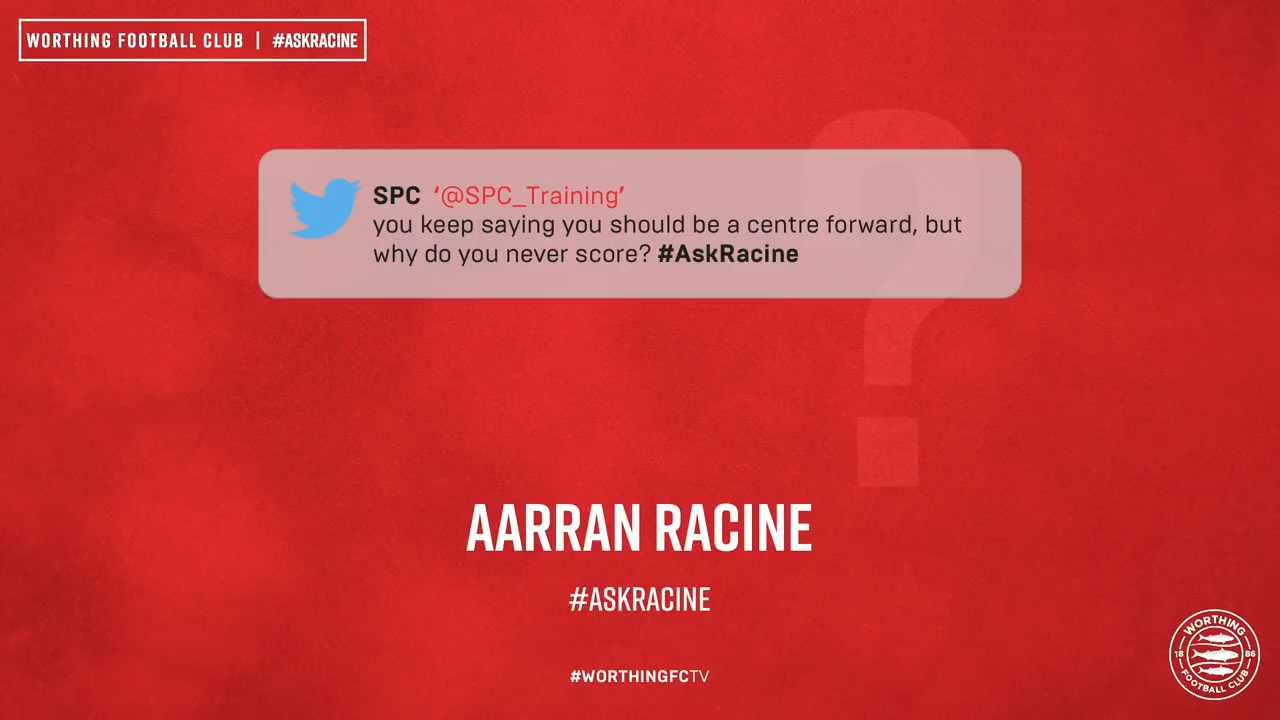 WORTHING FOOTBALL CLUB | #ASKRACINE
SPC '@SPC_Training'
you keep saying you should be a centre forward, but
why do you never score? #AskRacine
?
AARRAN RACINE
#ASKRACINE
#WORTHINGFCTV
WORTHING
18 86
FOOTBALL CLUB